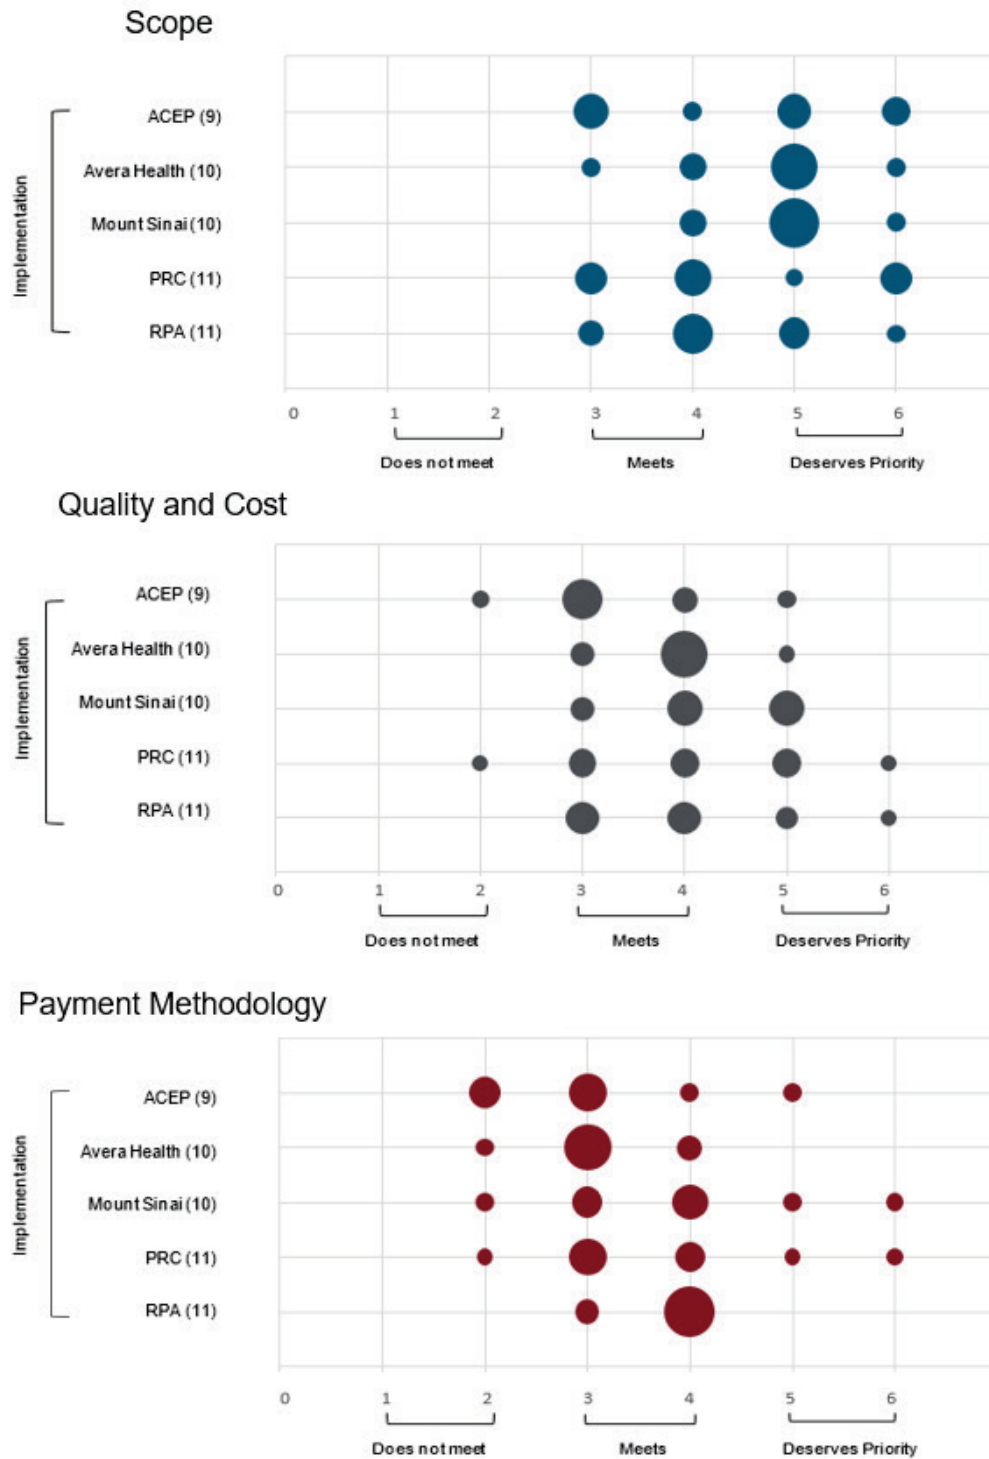 Scope
Implementation
ACEP (9)
Avera Health (10)
Mount Sinai (10)
PRC (11)
RPA (11)
0 1 2 3 4 5 6
Does not meet Meets Deserves Priority
Quality and Cost
Implementation
ACEP (9)
Avera Health (10)
Mount Sinai (10)
PRC (11)
RPA (11)
0 1 2 3 4 5 6
Does not meet Meets Deserves Priority
Payment Methodology
Implementation
ACEP (9)
Avera Health (10)
Mount Sinai (10)
PRC (11)
RPA (11)
0 1 2 3 4 5 6
Does not meet Meets Deserves Priority